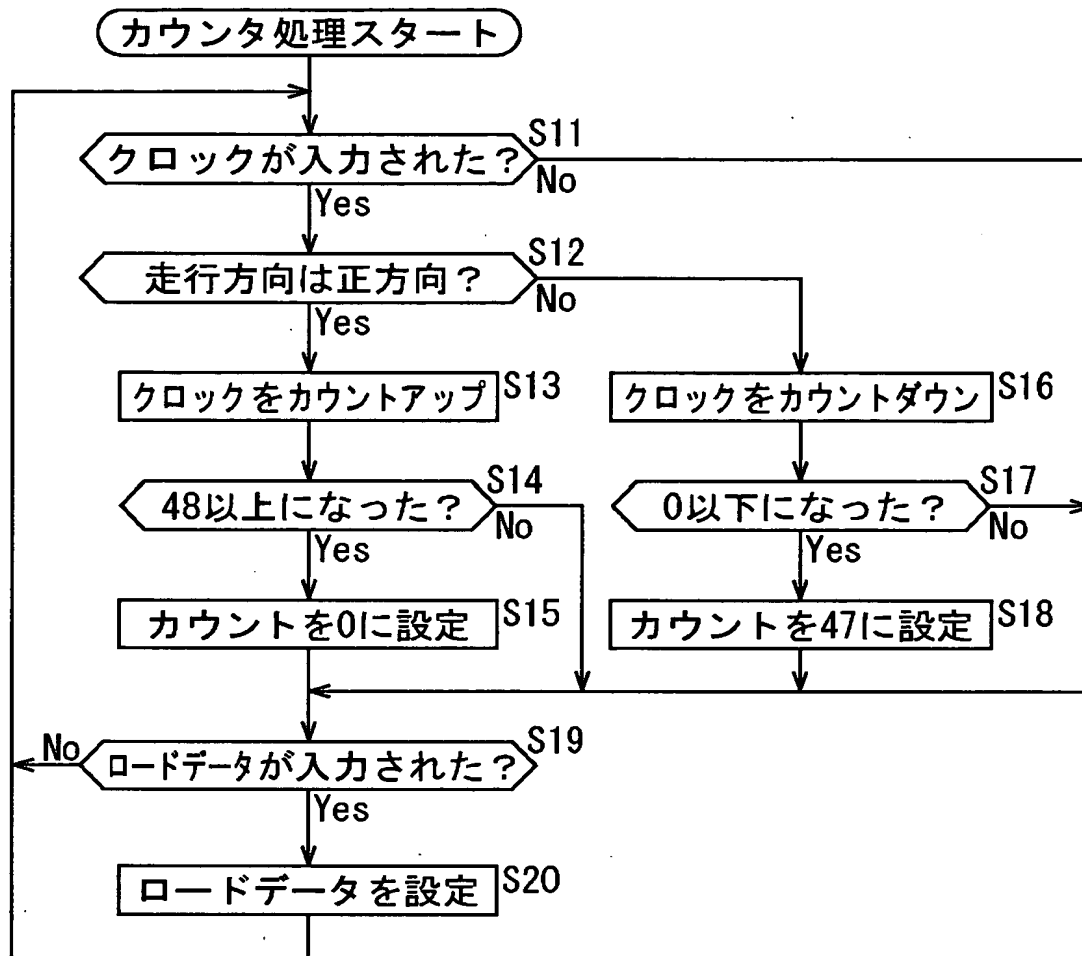 カウンタ処理スタート
S11
クロックが入力された?
No
Yes
S12
走行方向は正方向?
No
Yes
クロックをカウントアップ
S13
クロックをカウントダウン
S16
S14
48以上になった?
No
Yes
S17
0以下になった?
No
Yes
カウントを0に設定
S15
カウントを47に設定
S18
No
S19
ロードデータが入力された?
Yes
ロードデータを設定
S20